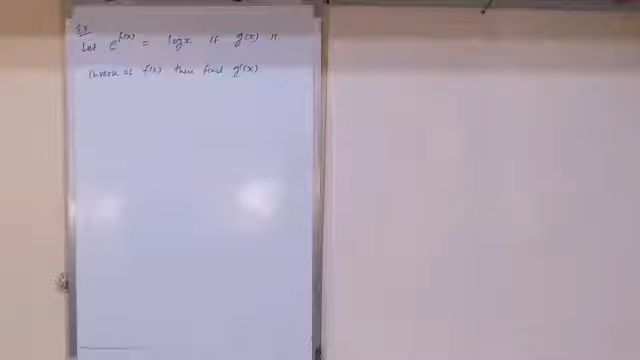 Ex
Let e^f(x) = log x if g(x) is
inverse of f(x) then find g'(x)